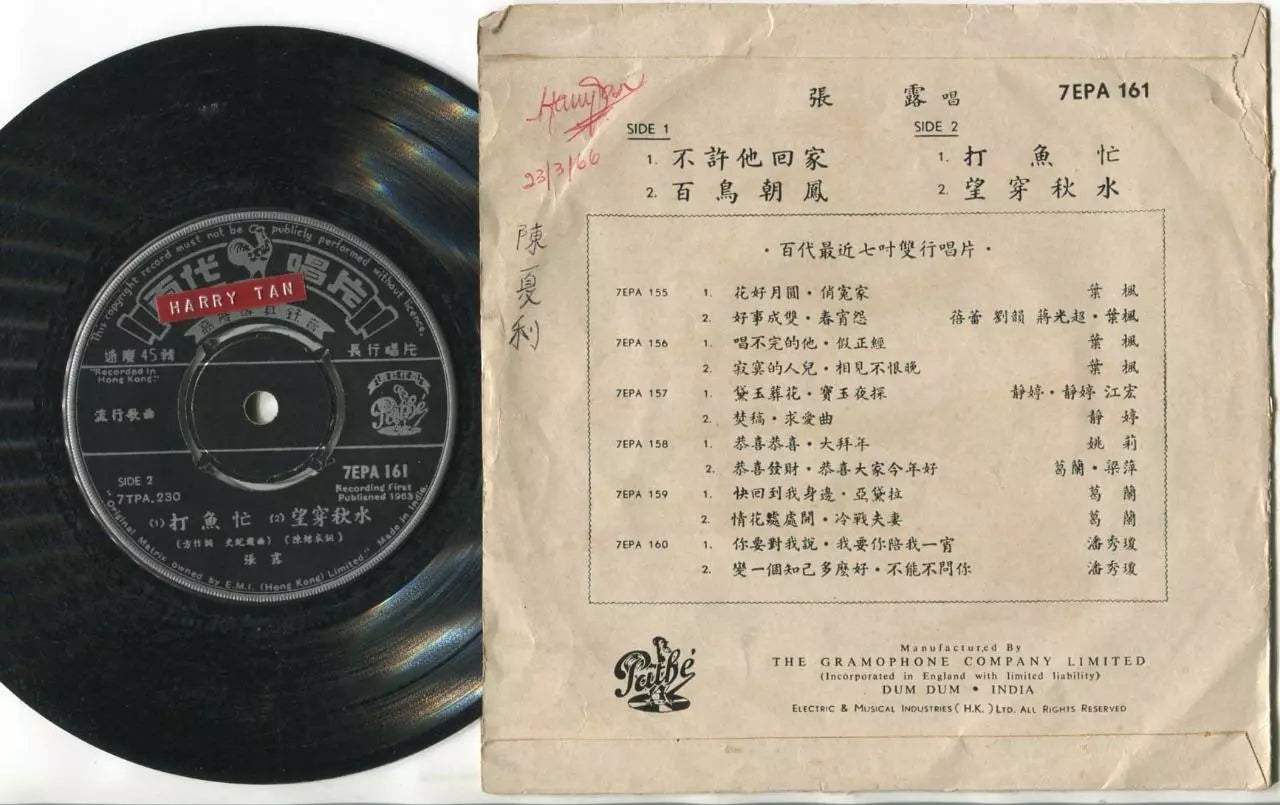 "This copyright record must not be publicly performed without licence."
百代唱片
HARRY TAN
過慶45轉
長行唱片
"Recorded in
Hong Kong"
Pathé
流行歌曲
SIDE 2
7EPA 161
7TPA.230
Recording First
Published 1963
(1) 打魚忙 (2) 望穿秋水
張露
"Original Matrix owned by E.M.I. (Hong Kong) Limited." Made in India.
Harry Tan
23/3/66
陳夏利
張露唱
7EPA 161
SIDE 1
1. 不許他回家
2. 百鳥朝鳳
SIDE 2
1. 打魚忙
2. 望穿秋水
·百代最近七吋雙行唱片·
7EPA 155 1. 花好月圓·俏寃家 葉楓
2. 好事成雙·春宵怨 蓓蕾 劉韻 蔣光超·葉楓
7EPA 156 1. 唱不完的他·假正經 葉楓
2. 寂寞的人兒·相見不恨晚 葉楓
7EPA 157 1. 黛玉葬花·寶玉夜探 靜婷·靜婷 江宏
2. 焚稿·求愛曲 靜婷
7EPA 158 1. 恭喜恭喜·大拜年 姚莉
2. 恭喜發財·恭喜大家今年好 葛蘭·梁萍
7EPA 159 1. 快回到我身邊·亞黛拉 葛蘭
2. 情花處處開·冷戰夫妻 葛蘭
7EPA 160 1. 你要對我說·我要你陪我一宵 潘秀瓊
2. 變一個知己多麼好·不能不問你 潘秀瓊
Pathé
Manufactured By
THE GRAMOPHONE COMPANY LIMITED
(Incorporated in England with limited liability)
DUM DUM • INDIA
ELECTRIC & MUSICAL INDUSTRIES (H.K.) LTD. ALL RIGHTS RESERVED